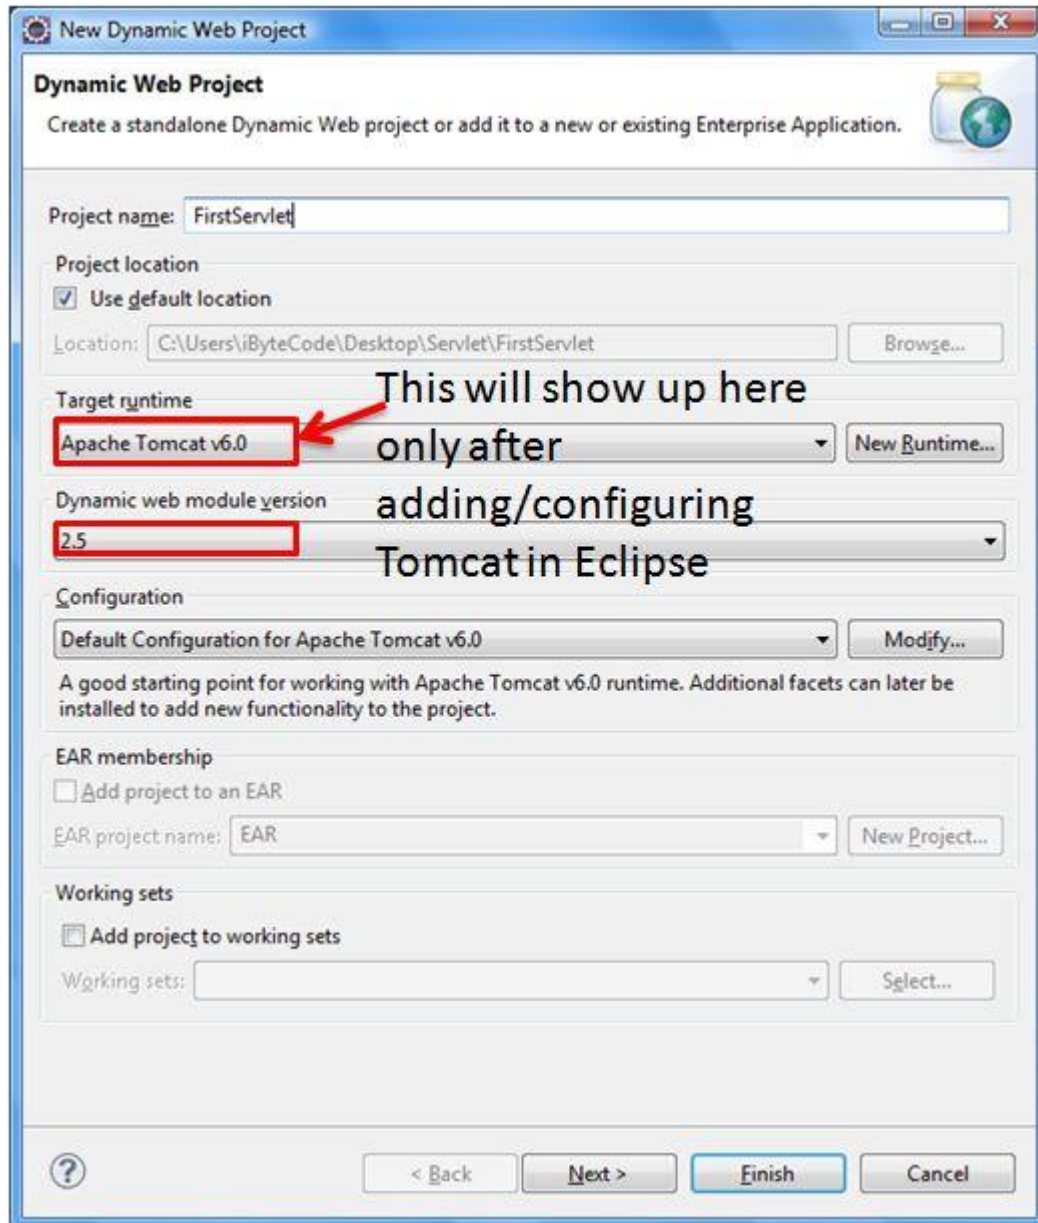 New Dynamic Web Project
Dynamic Web Project
Create a standalone Dynamic Web project or add it to a new or existing Enterprise Application.
Project name: FirstServlet
Project location
Use default location
Location: C:\Users\iByteCode\Desktop\Servlet\FirstServlet Browse...
This will show up here
Target runtime
Apache Tomcat v6.0 New Runtime...
only after
Dynamic web module version
adding/configuring
2.5
Tomcat in Eclipse
Configuration
Default Configuration for Apache Tomcat v6.0 Modify...
A good starting point for working with Apache Tomcat v6.0 runtime. Additional facets can later be
installed to add new functionality to the project.
EAR membership
Add project to an EAR
EAR project name: EAR New Project...
Working sets
Add project to working sets
Working sets: Select...
? < Back Next > Finish Cancel